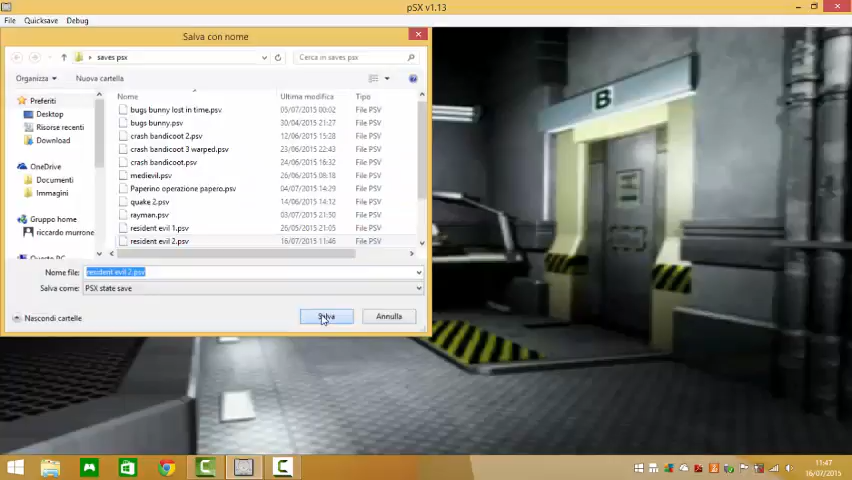 pSX v1.13
File Quicksave Debug
Salva con nome
saves psx
Cerca in saves psx
Organizza Nuova cartella
Nome Ultima modifica Tipo
Preferiti
Desktop
Risorse recenti
Download
OneDrive
Documenti
Immagini
Gruppo home
riccardo murrone
bugs bunny lost in time.psv 05/07/2015 00:02 File PSV
bugs bunny.psv 30/04/2015 21:27 File PSV
crash bandicoot 2.psv 12/06/2015 15:28 File PSV
crash bandicoot 3 warped.psv 23/06/2015 22:43 File PSV
crash bandicoot.psv 24/06/2015 16:32 File PSV
medievil.psv 26/06/2015 08:18 File PSV
Paperino operazione papero.psv 04/07/2015 14:29 File PSV
quake 2.psv 14/06/2015 14:12 File PSV
rayman.psv 03/07/2015 21:50 File PSV
resident evil 1.psv 26/05/2015 21:05 File PSV
resident evil 2.psv 16/07/2015 11:46 File PSV
Nome file: resident evil 2.psv
Salva come: PSX state save
Nascondi cartelle
Salva Annulla
B
11:47
16/07/2015